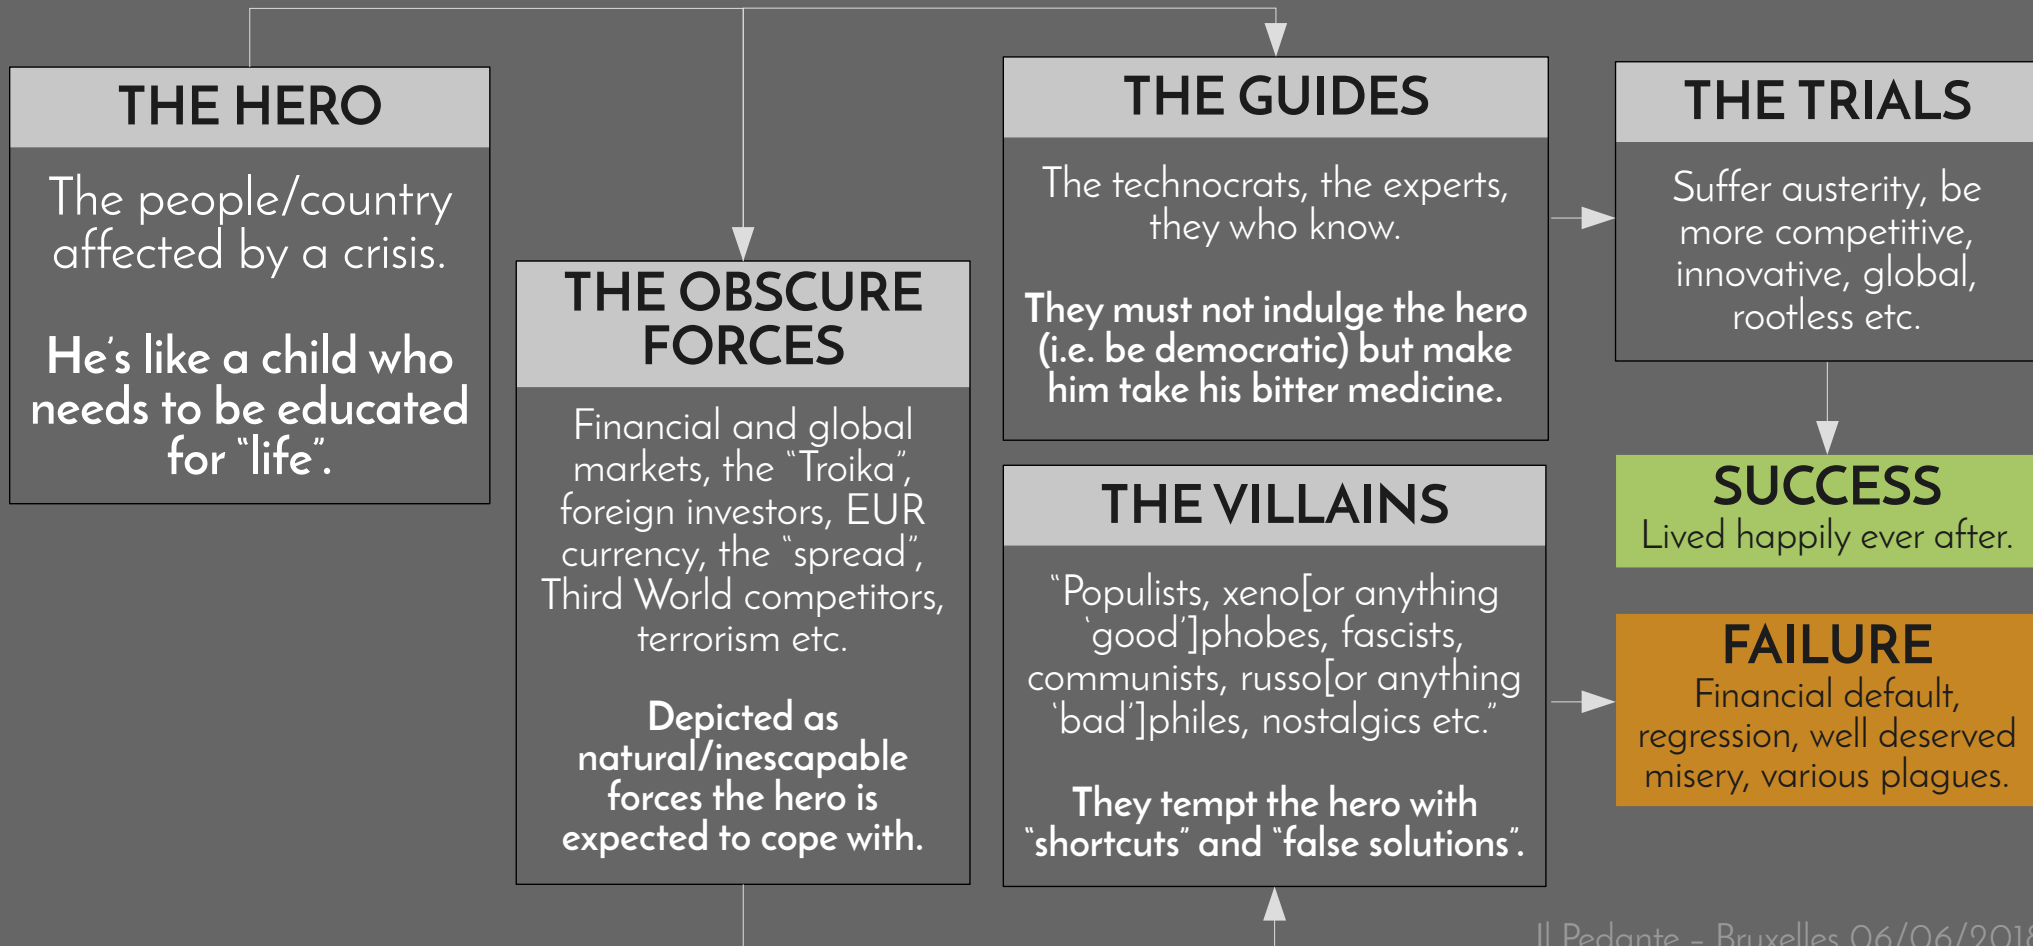 THE HERO
The people/country
affected by a crisis.
He's like a child who
needs to be educated
for “life”.
THE OBSCURE
FORCES
Financial and global
markets, the “Troika”,
foreign investors, EUR
currency, the “spread”,
Third World competitors,
terrorism etc.
Depicted as
natural/inescapable
forces the hero is
expected to cope with.
THE GUIDES
The technocrats, the experts,
they who know.
They must not indulge the hero
(i.e. be democratic) but make
him take his bitter medicine.
THE VILLAINS
“Populists, xeno[or anything
‘good’]phobes, fascists,
communists, russo[or anything
‘bad’]philes, nostalgics etc.”
They tempt the hero with
“shortcuts” and “false solutions”.
THE TRIALS
Suffer austerity, be
more competitive,
innovative, global,
rootless etc.
SUCCESS
Lived happily ever after.
FAILURE
Financial default,
regression, well deserved
misery, various plagues.
Il Pedante – Bruxelles 06/06/2018